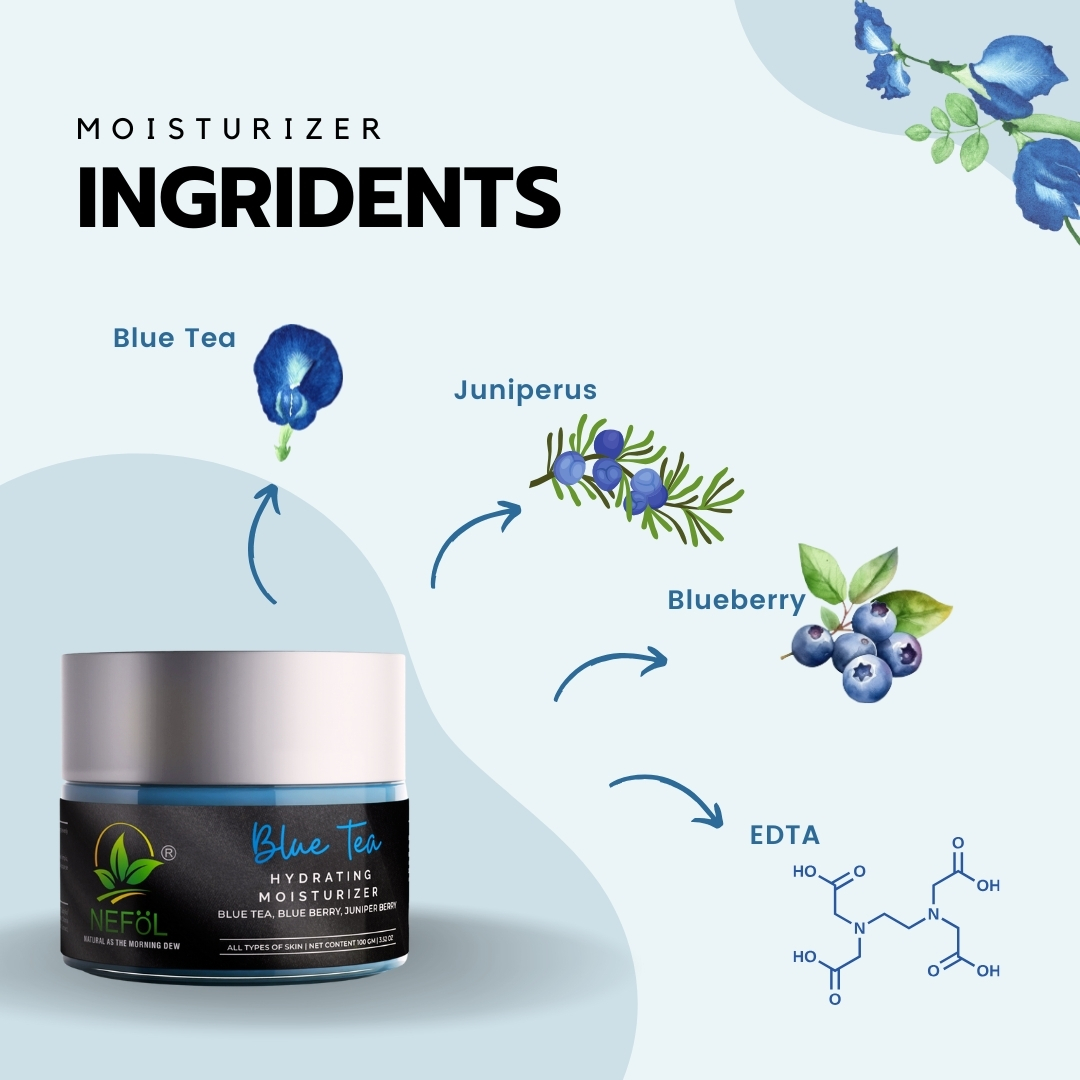 MOISTURIZER
INGRIDENTS
Blue Tea
Juniperus
Blueberry
EDTA
HO
O
O
OH
N
N
HO
O
O
OH
Blue Tea
HYDRATING
MOISTURIZER
BLUE TEA, BLUE BERRY, JUNIPER BERRY
ALL TYPES OF SKIN | NET CONTENT 100 GM | 3.52 OZ
®
NEFÖL
NATURAL AS THE MORNING DEW